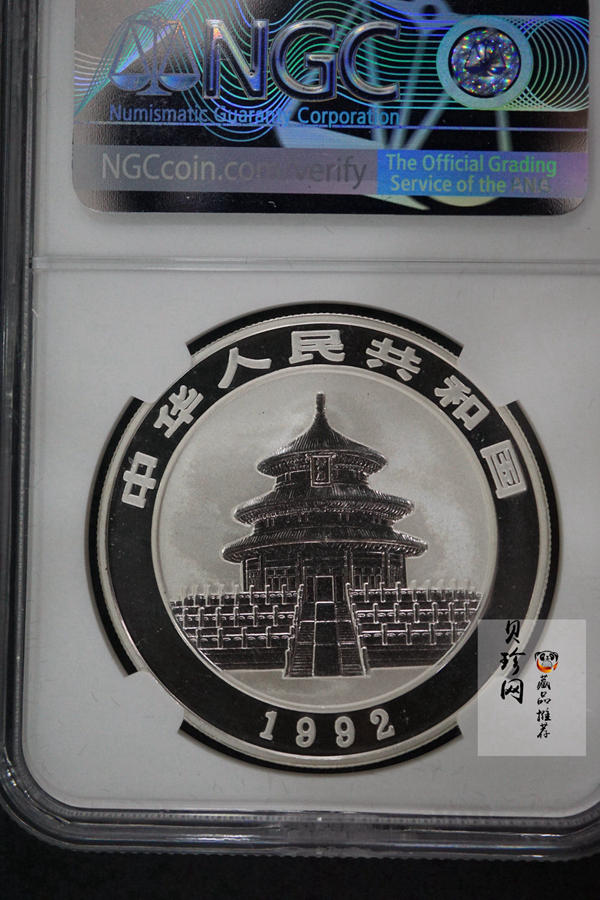 NGC
Numismatic Guaranty Corporation
NGCcoin.com/verify
The Official Grading
Service of the ANA
中华人民共和国
1992
贝珍网
藏品推荐